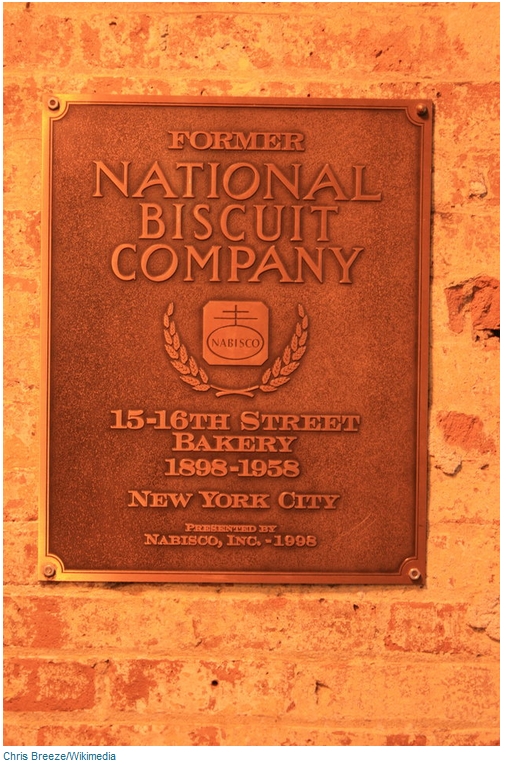 FORMER
NATIONAL
BISCUIT
COMPANY
NABISCO
15-16TH STREET
BAKERY
1898-1958
NEW YORK CITY
PRESENTED BY
NABISCO, INC. -1998
Chris Breeze/Wikimedia